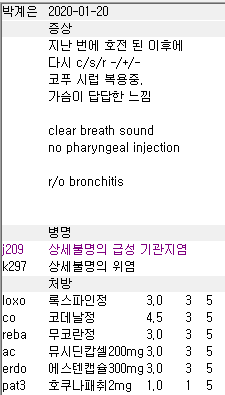 박계은 2020-01-20
증상
지난 번에 호전 된 이후에
다시 c/s/r -/+/-
코푸 시럽 복용중,
가슴이 답답한 느낌
clear breath sound
no pharyngeal injection
r/o bronchitis
병명
j209 상세불명의 급성 기관지염
k297 상세불명의 위염
처방
loxo 록스파인정 3,0 3 5
co 코데날정 4,5 3 5
reba 무코란정 3,0 3 5
ac 뮤시딘캅셀200mg 3,0 3 5
erdo 에스텐캡슐300mg 3,0 3 5
pat3 호쿠나패취2mg 1,0 1 5